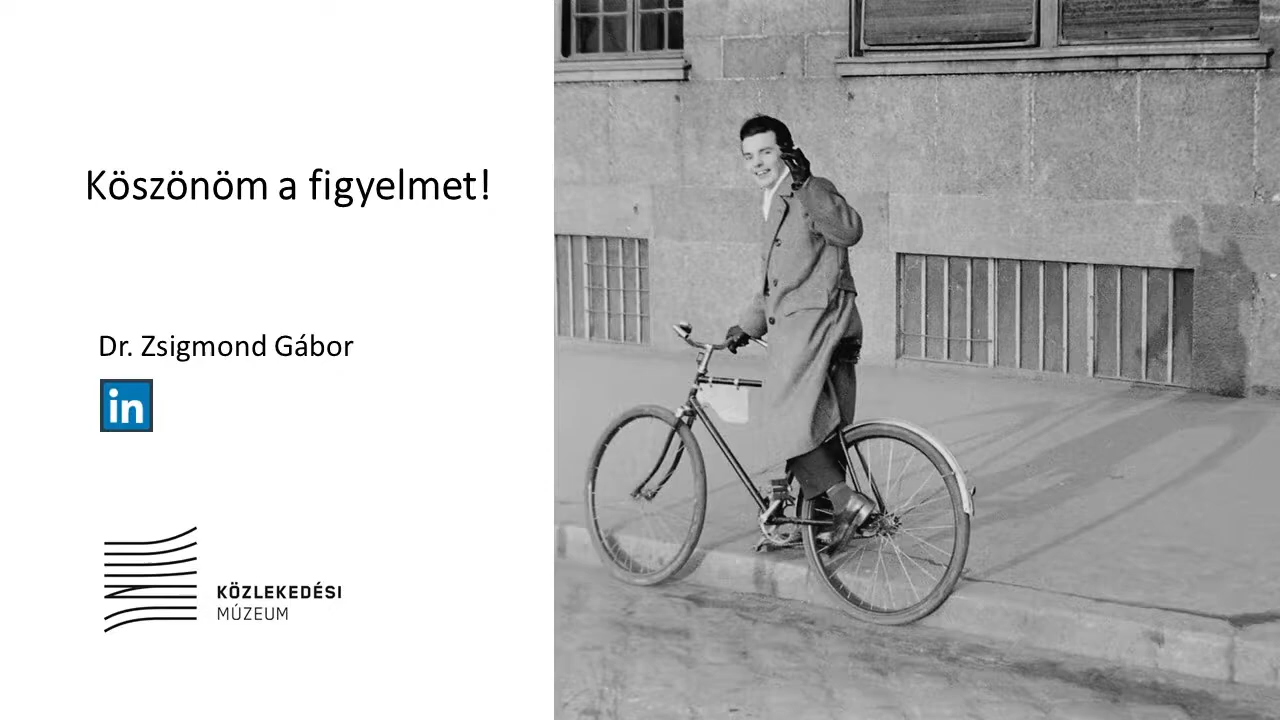 Köszönöm a figyelmet!
Dr. Zsigmond Gábor
in
KÖZLEKEDÉSI
MÚZEUM